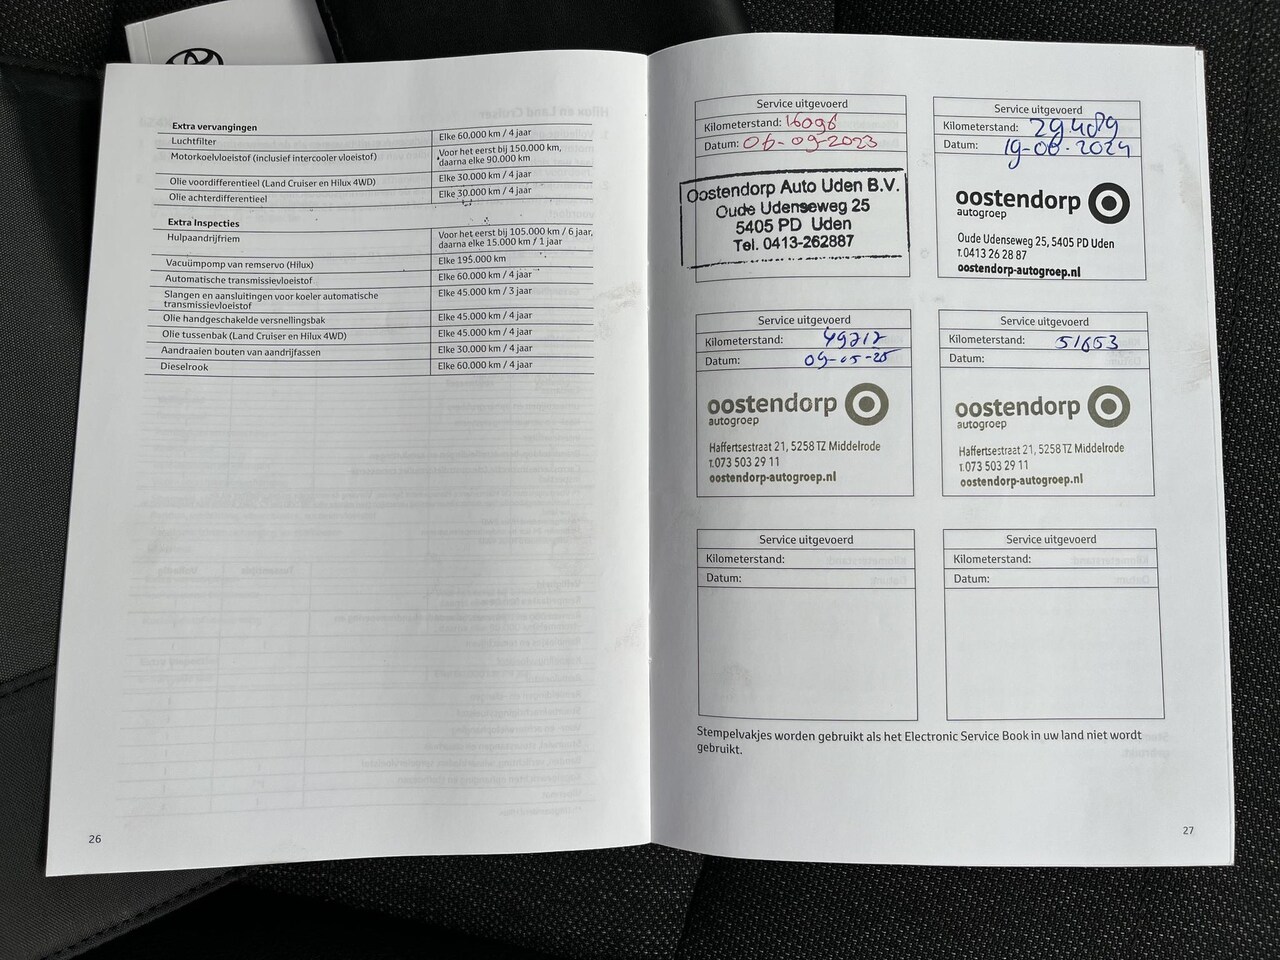 Extra vervangingen
Luchtfilter Elke 60.000 km / 4 jaar
Motorkoelvloeistof (inclusief intercooler vloeistof) Voor het eerst bij 150.000 km, daarna elke 90.000 km
Olie voordifferentieel (Land Cruiser en Hilux 4WD) Elke 30.000 km / 4 jaar
Olie achterdifferentieel Elke 30.000 km / 4 jaar
Extra Inspecties
Hulpaandrijfriem Voor het eerst bij 105.000 km / 6 jaar, daarna elke 15.000 km / 1 jaar
Vacuümpomp van remservo (Hilux) Elke 195.000 km
Automatische transmissievloeistof Elke 60.000 km / 4 jaar
Slangen en aansluitingen voor koeler automatische transmissievloeistof Elke 45.000 km / 3 jaar
Olie handgeschakelde versnellingsbak Elke 45.000 km / 4 jaar
Olie tussenbak (Land Cruiser en Hilux 4WD) Elke 45.000 km / 4 jaar
Aandraaien bouten van aandrijfassen Elke 30.000 km / 4 jaar
Dieselrook Elke 60.000 km / 4 jaar
26
Service uitgevoerd
Kilometerstand: 16096
Datum: 06-09-2023
Oostendorp Auto Uden B.V.
Oude Udenseweg 25
5405 PD Uden
Tel. 0413-262887
Service uitgevoerd
Kilometerstand: 29489
Datum: 19-08-2024
oostendorp
autogroep
Oude Udenseweg 25, 5405 PD Uden
T.0413 26 28 87
oostendorp-autogroep.nl
Service uitgevoerd
Kilometerstand: 49212
Datum: 09-05-25
oostendorp
autogroep
Haffertsestraat 21, 5258 TZ Middelrode
T.073 503 29 11
oostendorp-autogroep.nl
Service uitgevoerd
Kilometerstand: 51653
Datum:
oostendorp
autogroep
Haffertsestraat 21, 5258 TZ Middelrode
T.073 503 29 11
oostendorp-autogroep.nl
Service uitgevoerd
Kilometerstand:
Datum:
Service uitgevoerd
Kilometerstand:
Datum:
Stempelvakjes worden gebruikt als het Electronic Service Book in uw land niet wordt
gebruikt.
27